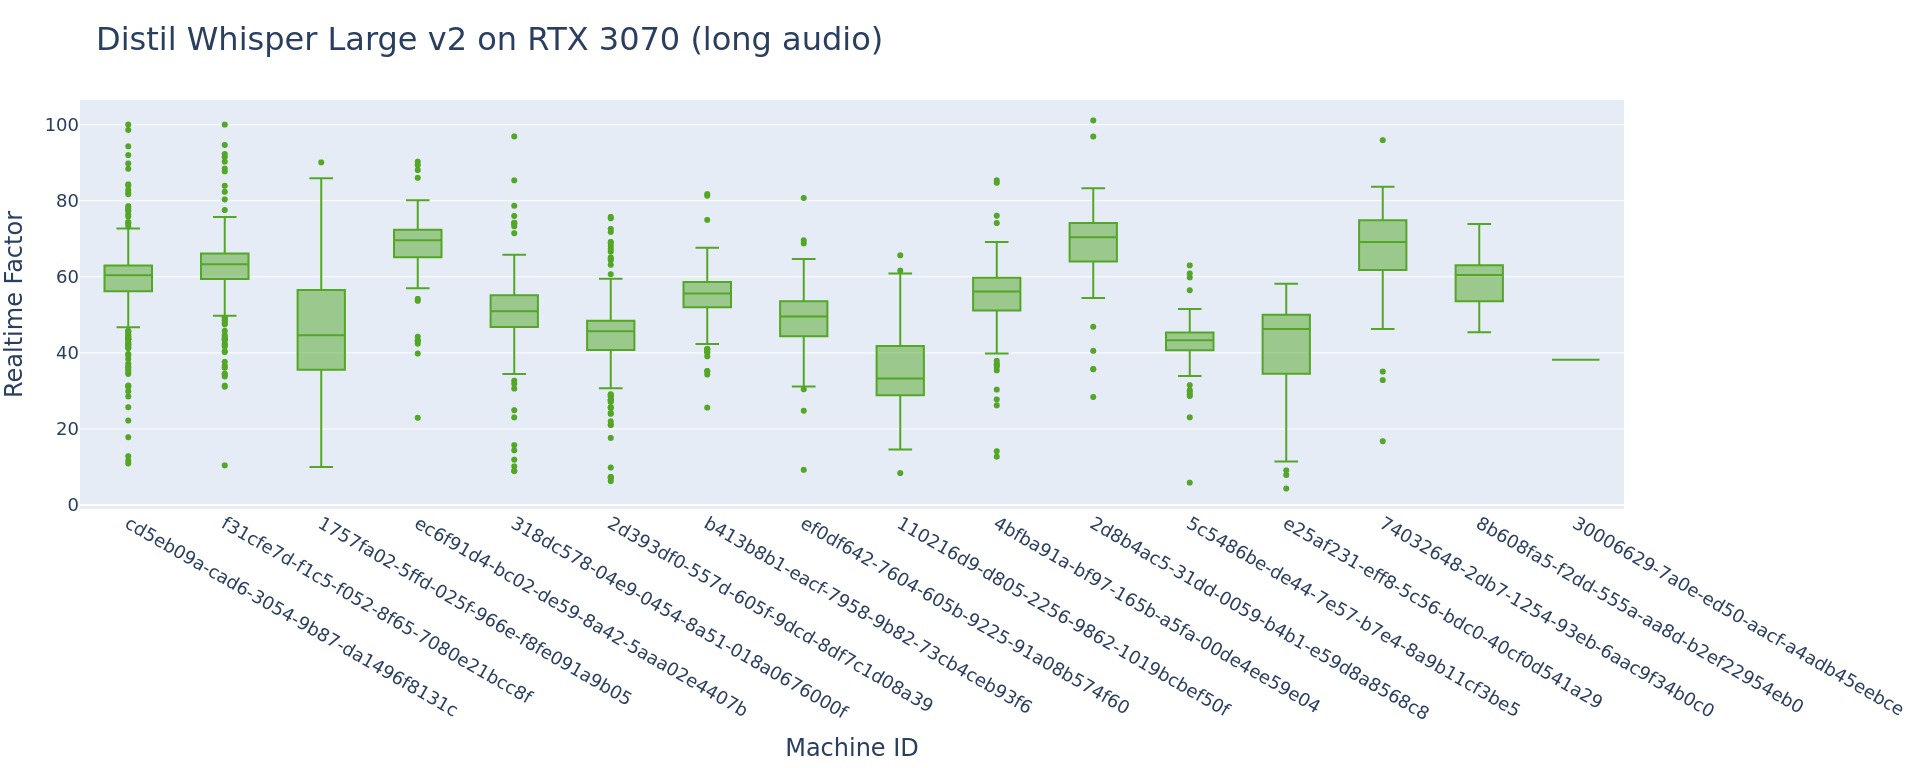 Distil Whisper Large v2 on RTX 3070 (long audio)
Realtime Factor
100
80
60
40
20
0
cd5eb09a-cad6-3054-9b87-da1496f8131c
f31cfe7d-f1c5-f052-8f65-7080e21bcc8f
1757fa02-5ffd-025f-966e-f8fe091a9b05
ec6f91d4-bc02-de59-8a42-5aaa02e4407b
318dc578-04e9-0454-8a51-018a0676000f
2d393df0-557d-605f-9dcd-8df7c1d08a39
b413b8b1-eacf-7958-9b82-73cb4ceb93f6
ef0df642-7604-605b-9225-91a08b574f60
110216d9-d805-2256-9862-1019bcbef50f
4bfba91a-bf97-165b-a5fa-00de4ee59e04
2d8b4ac5-31dd-0059-b4b1-e59d8a8568c8
5c5486be-de44-7e57-b7e4-8a9b11cf3be5
e25af231-eff8-5c56-bdc0-40cf0d541a29
74032648-2db7-1254-93eb-6aac9f34b0c0
8b608fa5-f2dd-555a-aa8d-b2ef22954eb0
30006629-7a0e-ed50-aacf-a4adb45eebce
Machine ID